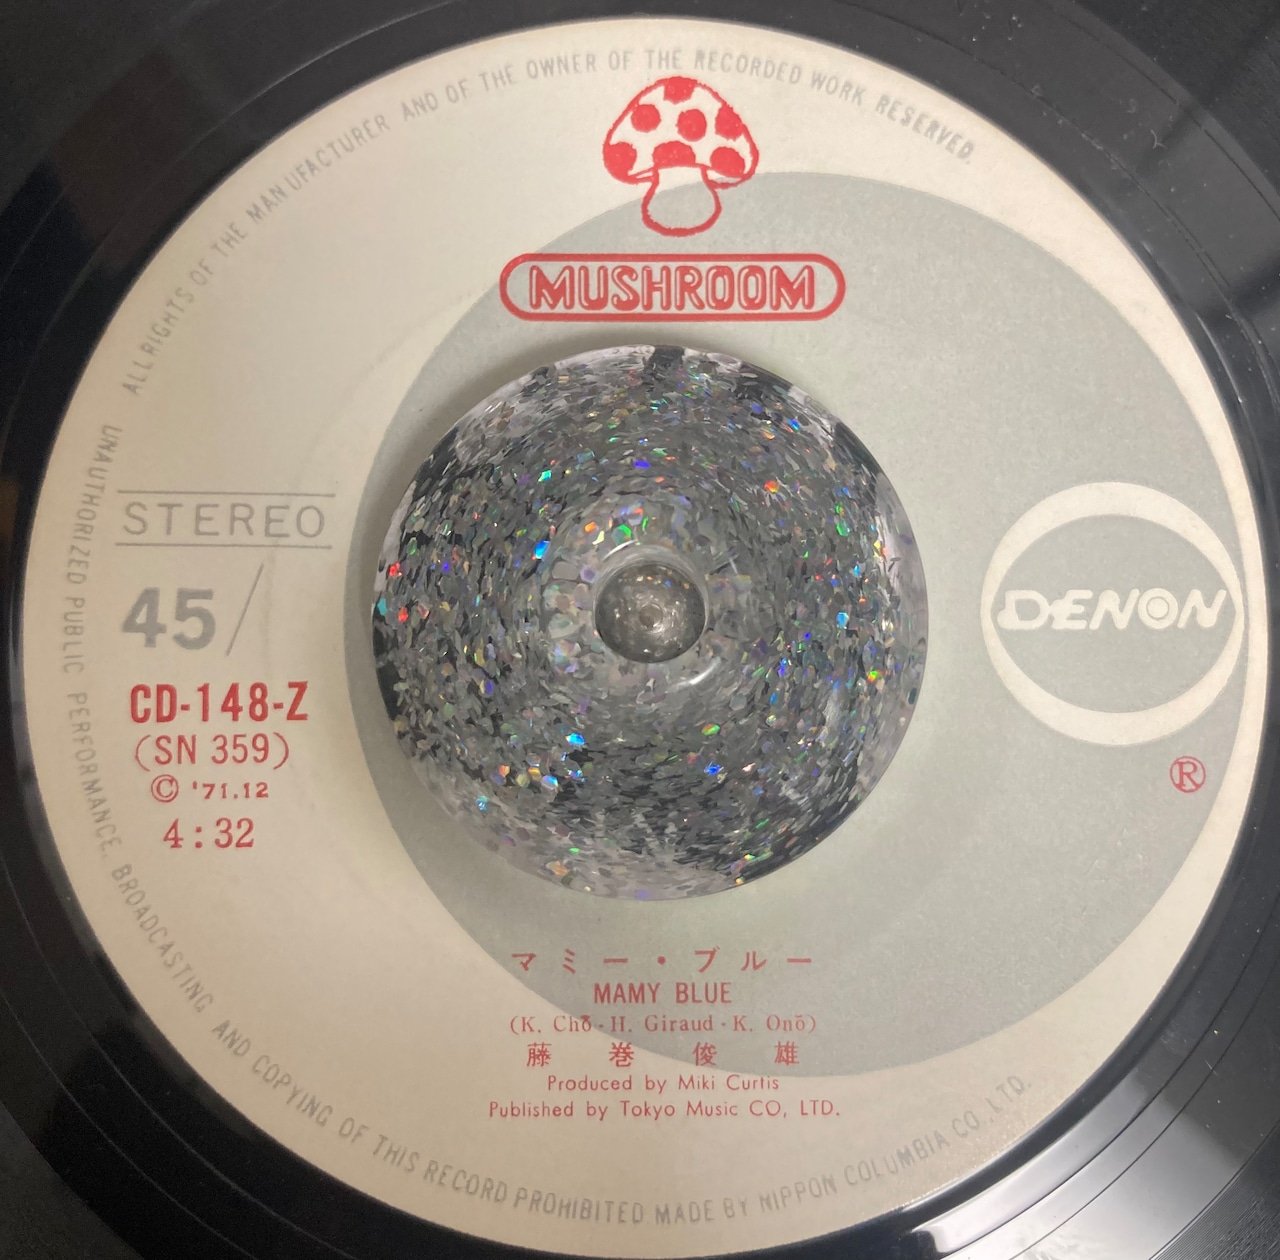 ALL RIGHTS OF THE MANUFACTURER AND OF THE OWNER OF THE RECORDED WORK RESERVED.
MUSHROOM
STEREO
45/
CD-148-Z
(SN 359)
© '71.12
4:32
DENON
®
マミー・ブルー
MAMY BLUE
(K. Chō・H. Giraud・K. Onō)
藤巻俊雄
Produced by Miki Curtis
Published by Tokyo Music CO, LTD.
UNAUTHORIZED PUBLIC PERFORMANCE. BROADCASTING AND COPYING OF THIS RECORD PROHIBITED MADE BY NIPPON COLUMBIA CO., LTD.